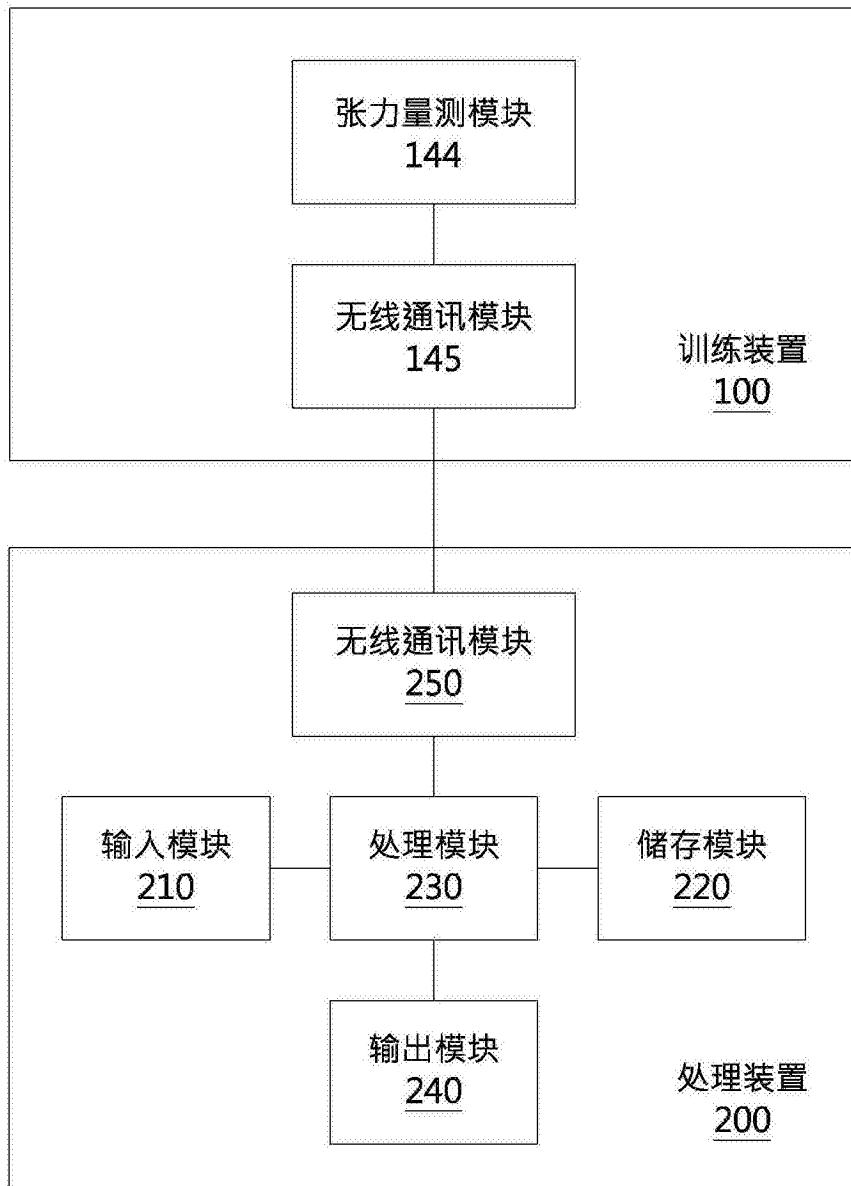 张力量测模块
144
无线通讯模块
145
训练装置
100
无线通讯模块
250
输入模块
210
处理模块
230
储存模块
220
输出模块
240
处理装置
200